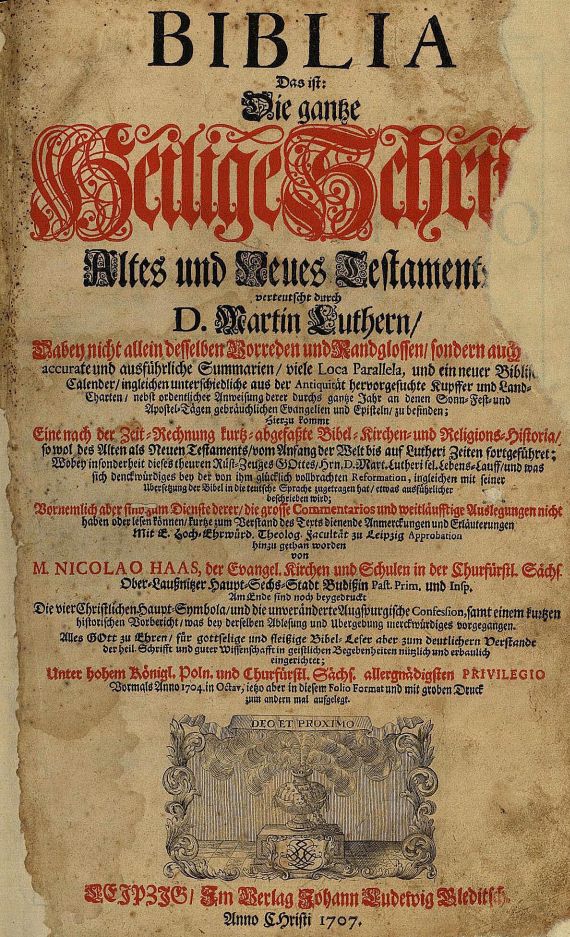 BIBLIA
Das ist:
Die gantze
Heilige Schrif
Altes und Neues Testament
verteutscht durch
D. Martin Luthern/
Dabey nicht allein desselben Vorreden und Randglossen/ sondern auch
accurate und ausführliche Summarien/ viele Loca Parallela, und ein neuer Biblis
Calender/ ingleichen unterschiedliche aus der Antiquität hervorgesuchte Kupffer und Land-
Charten/ nebst ordentlicher Anweisung derer durchs gantze Jahr an denen Sonn- Fest- und
Apostel-Tägen gebräuchlichen Evangelien und Episteln/ zu befinden;
Hierzu kommt
Eine nach der Zeit-Rechnung kurtz-abgefaßte Bibel-Kirchen- und Religions-Historia/
so wol des Alten als Neuen Testaments/ vom Anfang der Welt bis auf Lutheri Zeiten fortgeführet;
Wobey insonderheit dieses theuren Rüst-Zeuges GOttes/ Hrn. D. Mart. Lutheri sel. Lebens-Lauff/ und was
sich denckwürdiges bey der von ihm glücklich vollbrachten Reformation, ingleichen mit seiner
Ubersetzung der Bibel in die teutsche Sprache zugetragen hat/ etwas ausführlicher
beschrieben wird;
Vornemlich aber sind zum Dienste derer/ die grosse Commentarios und weitläufftige Auslegungen nicht
haben oder lesen können/ kurtze zum Verstand des Texts dienende Anmerckungen und Erläuterungen
Mit E. Hoch-Ehrwürd. Theolog. Facultät zu Leipzig Approbation
hinzu gethan worden
von
M. NICOLAO HAAS, der Evangel. Kirchen und Schulen in der Churfürstl. Sächs.
Ober-Laußnitzer Haupt-Sechs-Stadt Budißin Past. Prim. und Insp.
Am Ende sind noch beygedruckt
Die vier Christlichen Haupt-Symbola/ und die unveränderte Augspurgische Confession, samt einem kurtzen
historischen Vorbericht/ was bey derselben Ablesung und Ubergebung merckwürdiges vorgegangen.
Alles GOtt zu Ehren/ für gottselige und fleißige Bibel-Leser aber zum deutlichern Verstande
der heil. Schrifft und guter Wissenschafft in geistlichen Begebenheiten nützlich und erbaulich
eingerichtet;
Unter hohem Königl. Poln. und Churfürstl. Sächs. allergnädigsten PRIVILEGIO
Vormals Anno 1704. in Octav, ietzo aber in diesem Folio Format und mit groben Druck
zum andern mal aufgelegt.
DEO ET PROXIMO
LEIPZIG/ Im Verlag Johann Ludewig Gleditsch
Anno CHristi 1707.